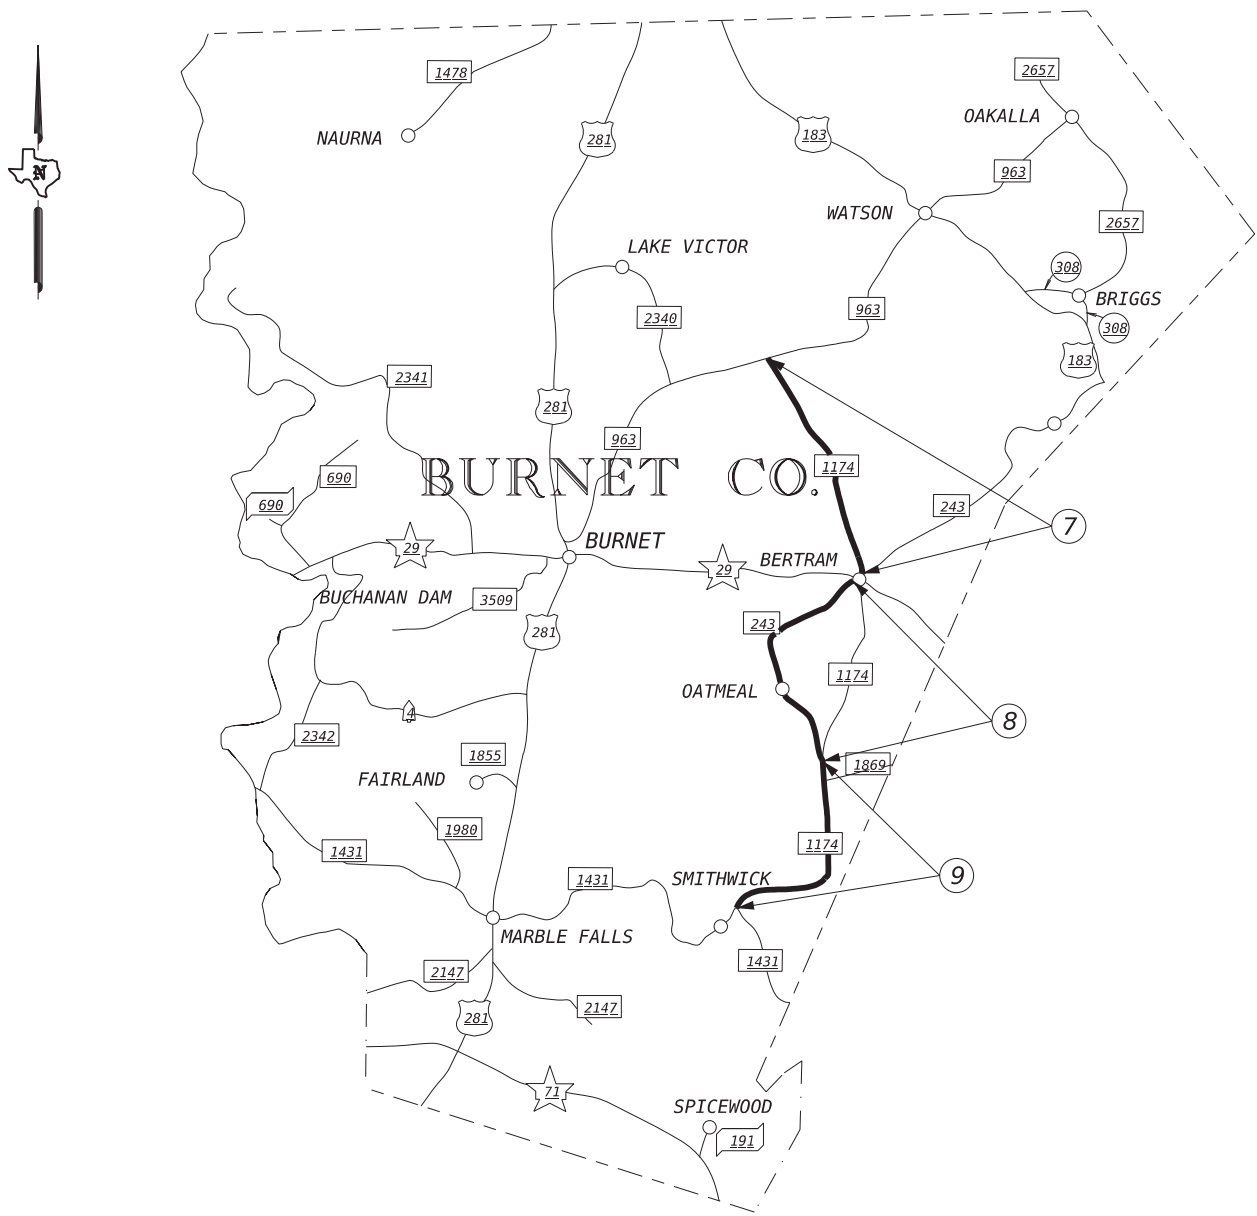 2657
1478
OAKALLA
183
NAURNA
281
N
963
WATSON
2657
LAKE VICTOR
308
BRIGGS
963
2340
308
183
2341
281
963
1174
BURNET CO.
690
690
243
7
BURNET
29
BERTRAM
29
BUCHANAN DAM
3509
243
281
1174
OATMEAL
4
8
2342
1855
1869
FAIRLAND
1980
1174
1431
SMITHWICK
1431
9
MARBLE FALLS
1431
2147
2147
281
71
SPICEWOOD
191